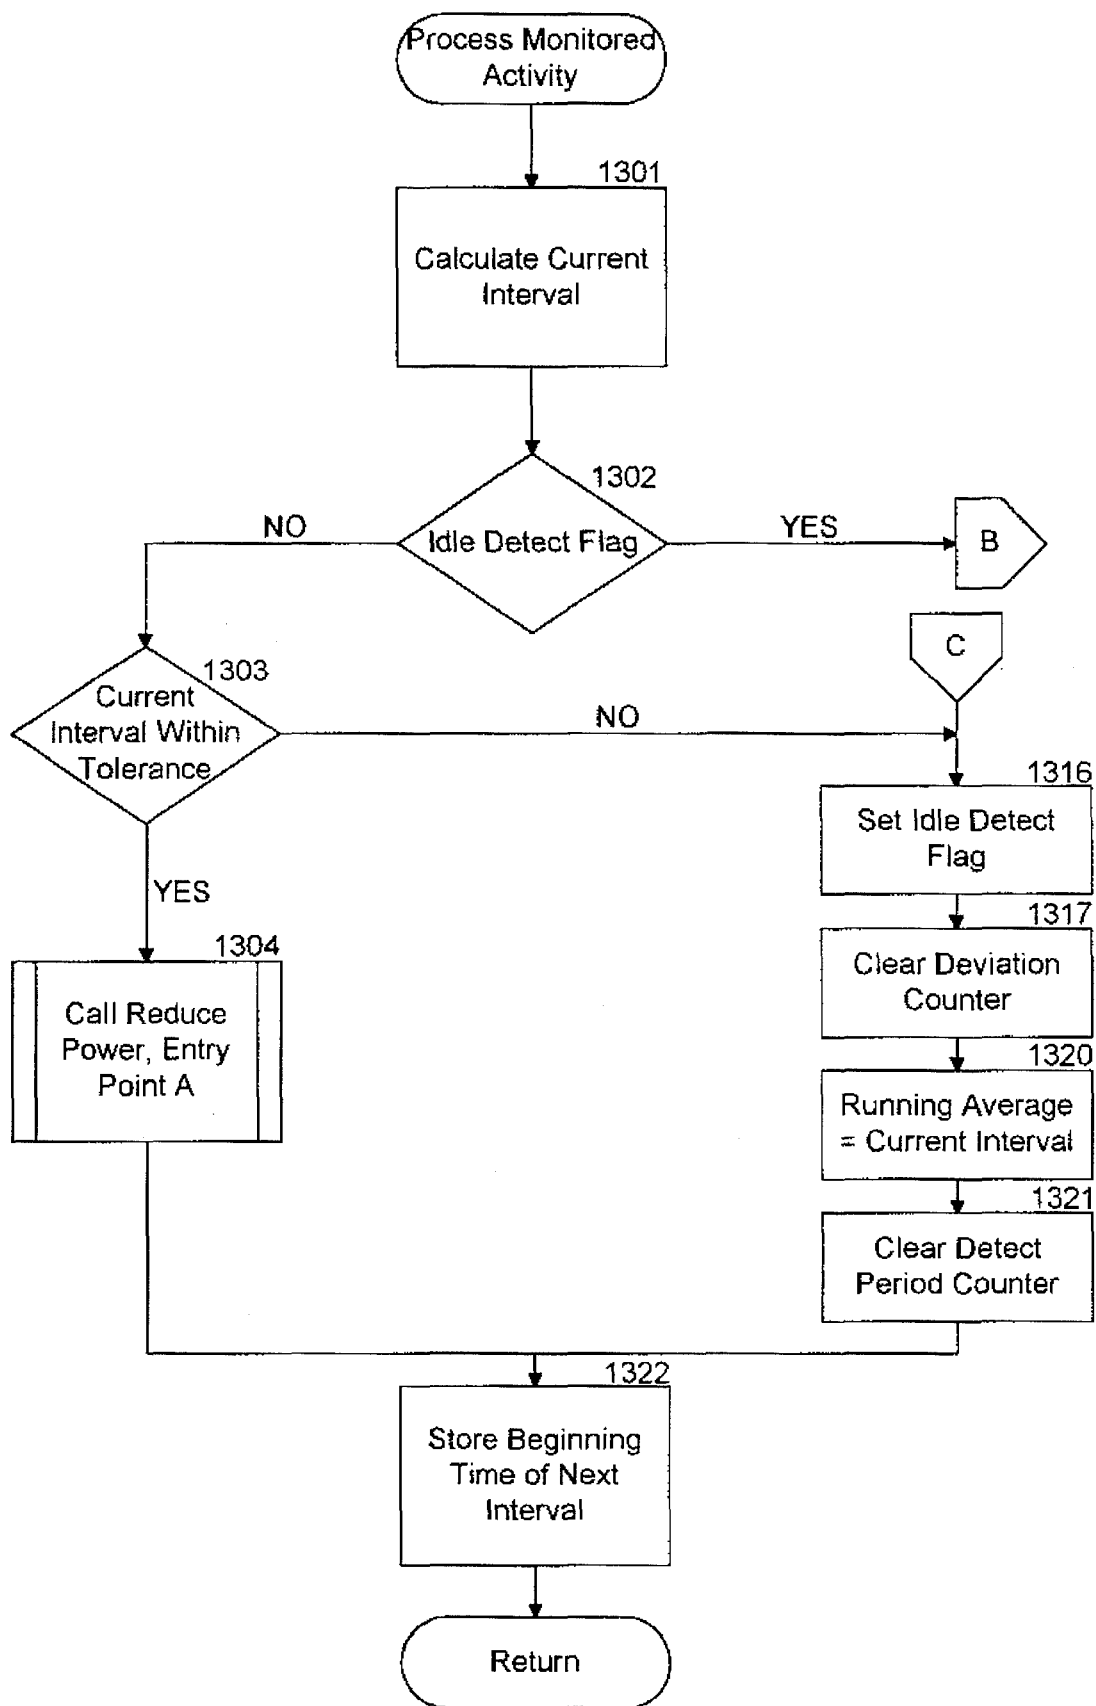 Process Monitored
Activity
1301
Calculate Current
Interval
1302
Idle Detect Flag
NO
YES
B
C
1303
Current
Interval Within
Tolerance
NO
YES
1316
Set Idle Detect
Flag
1317
Clear Deviation
Counter
1304
Call Reduce
Power, Entry
Point A
1320
Running Average
= Current Interval
1321
Clear Detect
Period Counter
1322
Store Beginning
Time of Next
Interval
Return